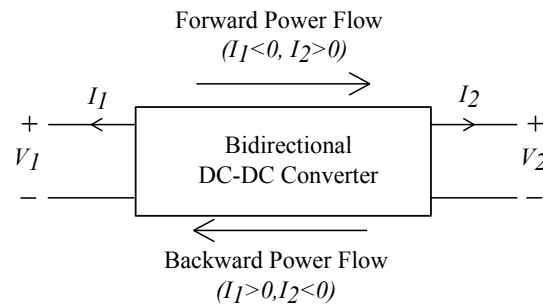 Forward Power Flow
(I1<0, I2>0)
I1
I2
+
+
V1
Bidirectional
DC-DC Converter
V2
−
−
Backward Power Flow
(I1>0,I2<0)